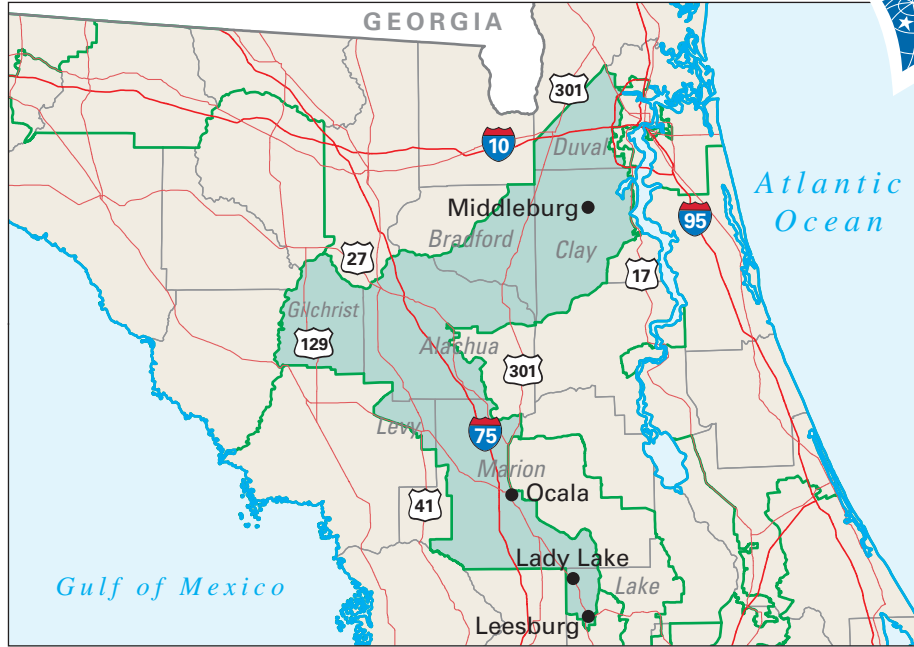 GEORGIA
301
10
Duval
Atlantic
Ocean
Middleburg
95
Bradford
Clay
27
17
Gilchrist
129
Alachua
301
Levy
75
Marion
41
Ocala
Lady Lake
Lake
Gulf of Mexico
Leesburg